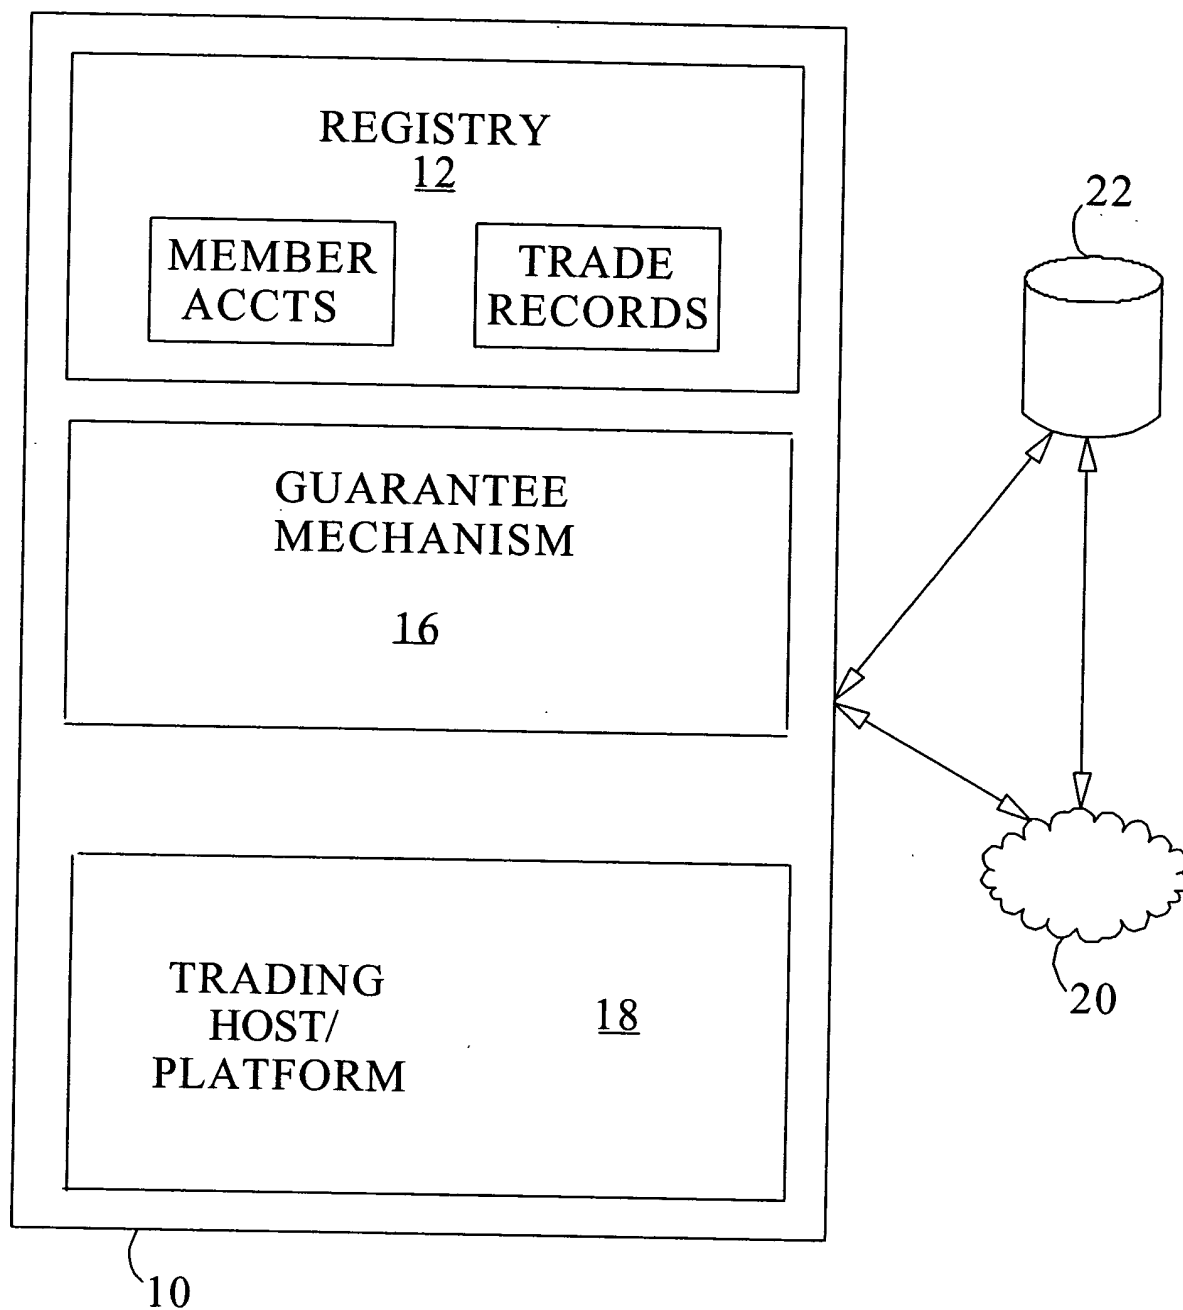 REGISTRY
12
MEMBER
ACCTS
TRADE
RECORDS
22
GUARANTEE
MECHANISM
16
TRADING
HOST/
PLATFORM
18
20
10